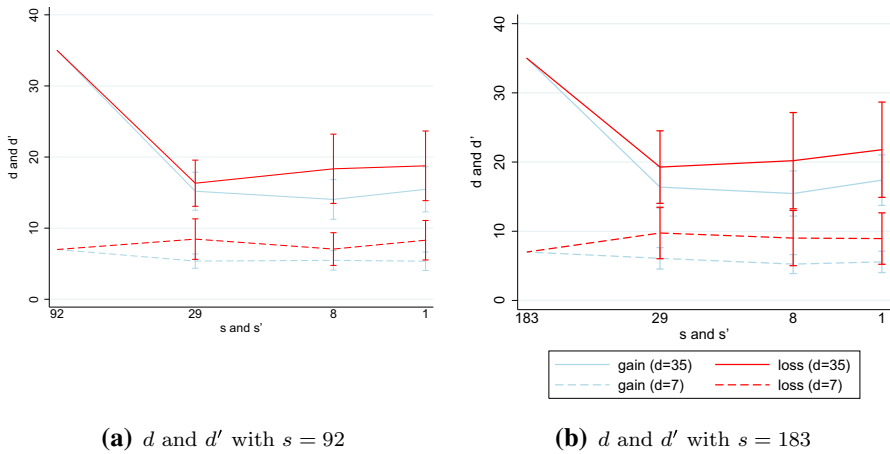 40
30
20
10
0
d and d'
92
29
8
1
s and s'
40
30
20
10
0
d and d'
183
29
8
1
s and s'
gain (d=35)
loss (d=35)
gain (d=7)
loss (d=7)
(a) d and d′ with s = 92
(b) d and d′ with s = 183